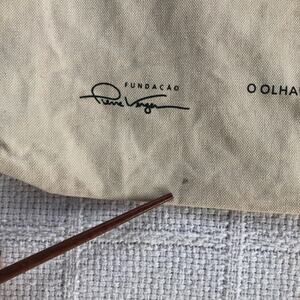 FUNDAÇÃO
Pierre Verger
O OLHA